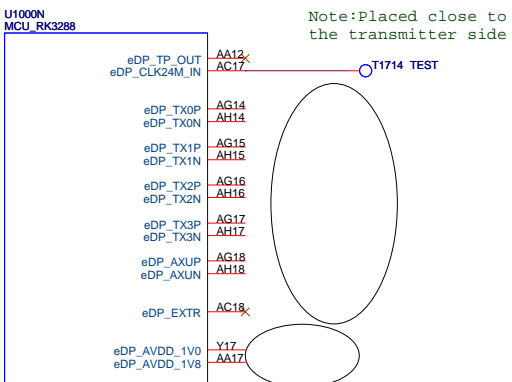 U1000N
MCU_RK3288
Note:Placed close to
the transmitter side
eDP_TP_OUT AA12
eDP_CLK24M_IN AC17 T1714 TEST
eDP_TX0P AG14
eDP_TX0N AH14
eDP_TX1P AG15
eDP_TX1N AH15
eDP_TX2P AG16
eDP_TX2N AH16
eDP_TX3P AG17
eDP_TX3N AH17
eDP_AXUP AG18
eDP_AXUN AH18
eDP_EXTR AC18
eDP_AVDD_1V0 Y17
eDP_AVDD_1V8 AA17